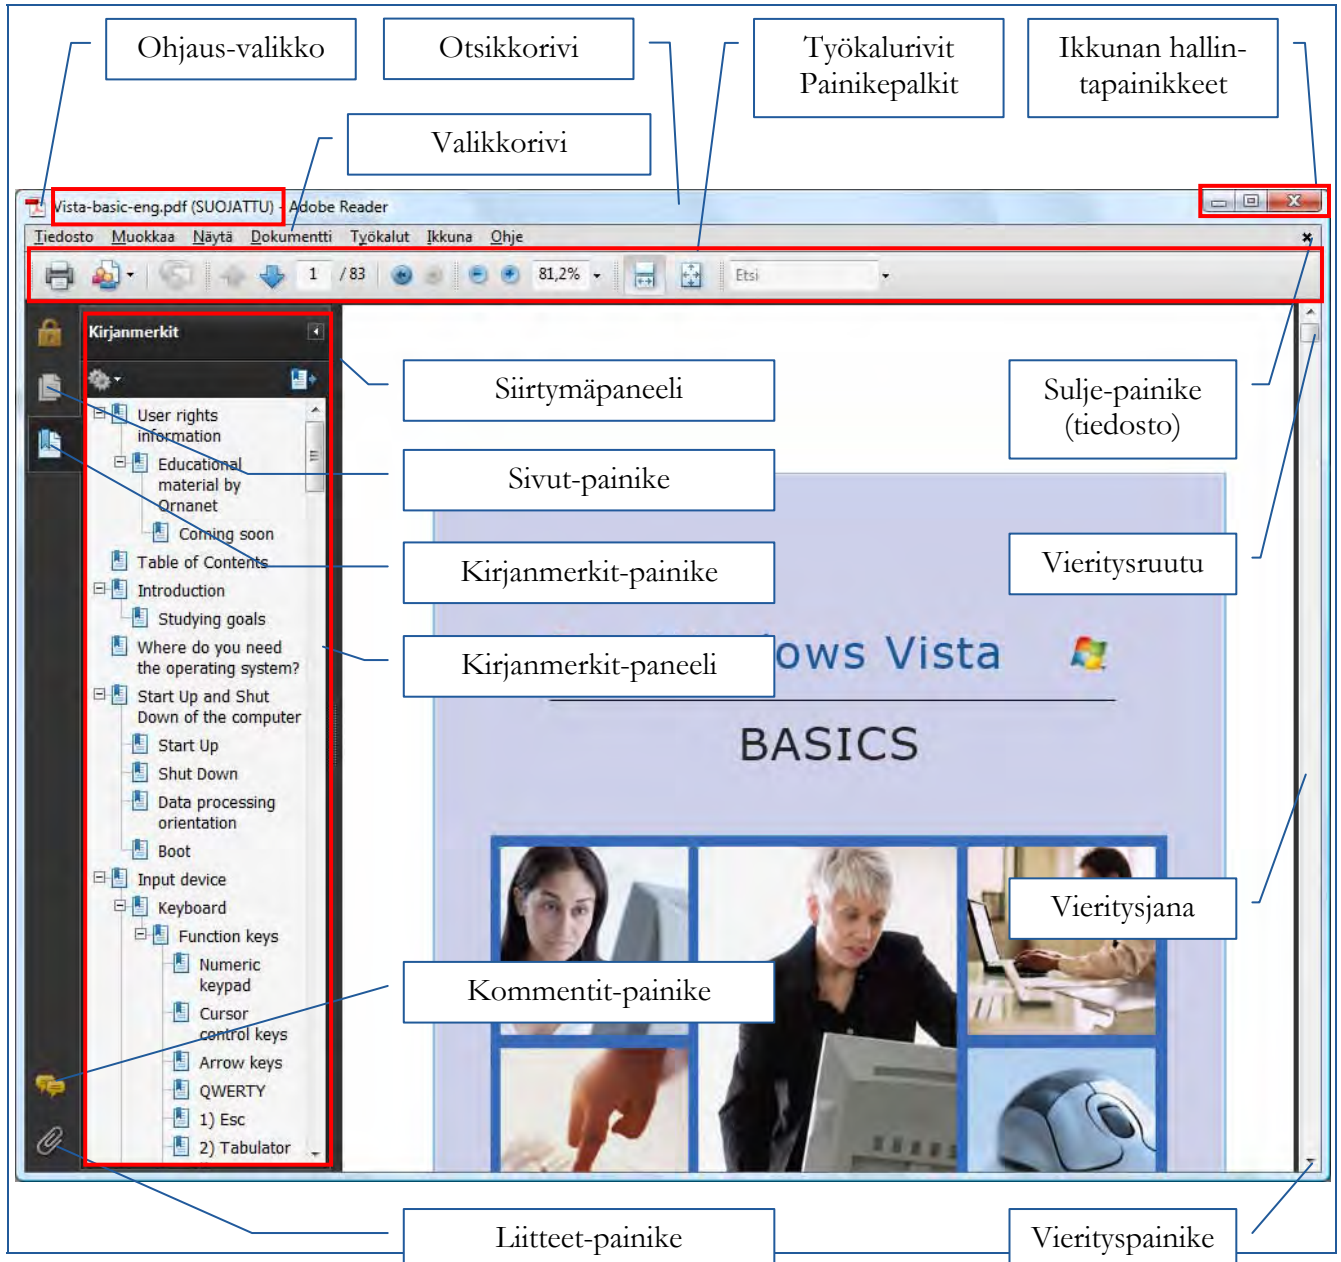 Ohjaus-valikko
Otsikkorivi
Työkalurivit
Painikepalkit
Ikkunan hallin-
tapainikkeet
Valikkorivi
Vista-basic-eng.pdf (SUOJATTU) - Adobe Reader
Tiedosto Muokkaa Näytä Dokumentti Työkalut Ikkuna Ohje
1 / 83 81,2% Etsi
Kirjanmerkit
User rights
information
Educational
material by
Ornanet
Coming soon
Table of Contents
Introduction
Studying goals
Where do you need
the operating system?
Start Up and Shut
Down of the computer
Start Up
Shut Down
Data processing
orientation
Boot
Input device
Keyboard
Function keys
Numeric
keypad
Cursor
control keys
Arrow keys
QWERTY
1) Esc
2) Tabulator
Siirtymäpaneeli
Sivut-painike
Kirjanmerkit-painike
Kirjanmerkit-paneeli
Kommentit-painike
Liitteet-painike
ows Vista
BASICS
Sulje-painike
(tiedosto)
Vieritysruutu
Vieritysjana
Vierityspainike